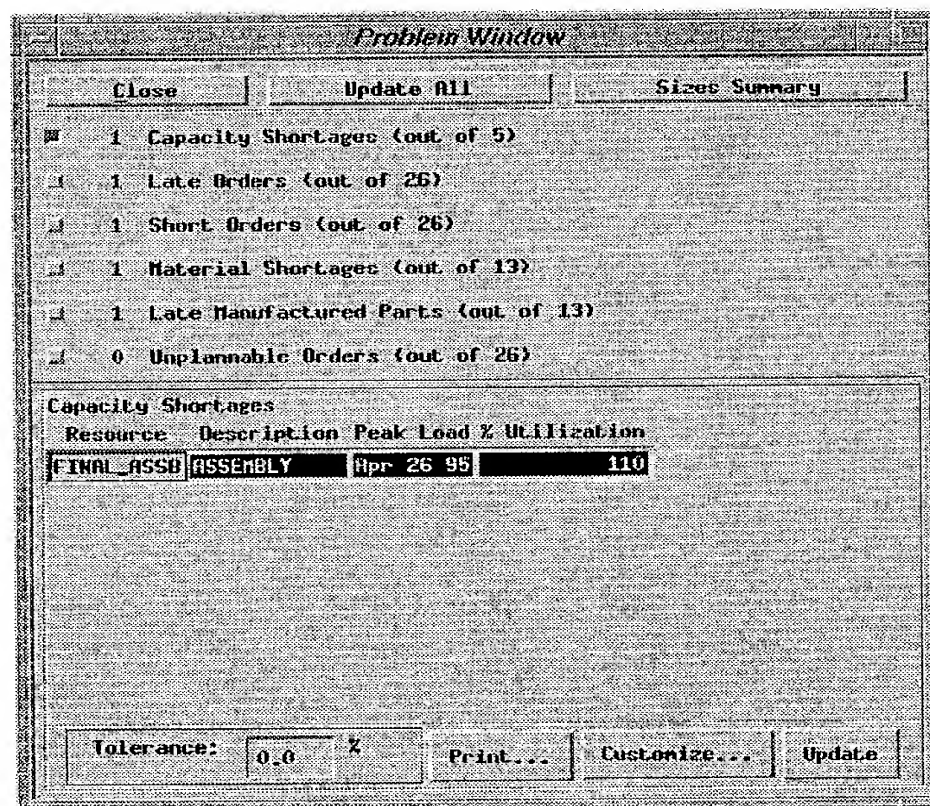 Problem Window
Close Update All Sizes Summary
1 Capacity Shortages (out of 5)
1 Late Orders (out of 26)
1 Short Orders (out of 26)
1 Material Shortages (out of 13)
1 Late Manufactured Parts (out of 13)
0 Unplannable Orders (out of 26)
Capacity Shortages
Resource Description Peak Load % Utilization
FINAL_ASSB ASSEMBLY Apr 26 95 110
Tolerance: 0.0 % Print... Customize... Update